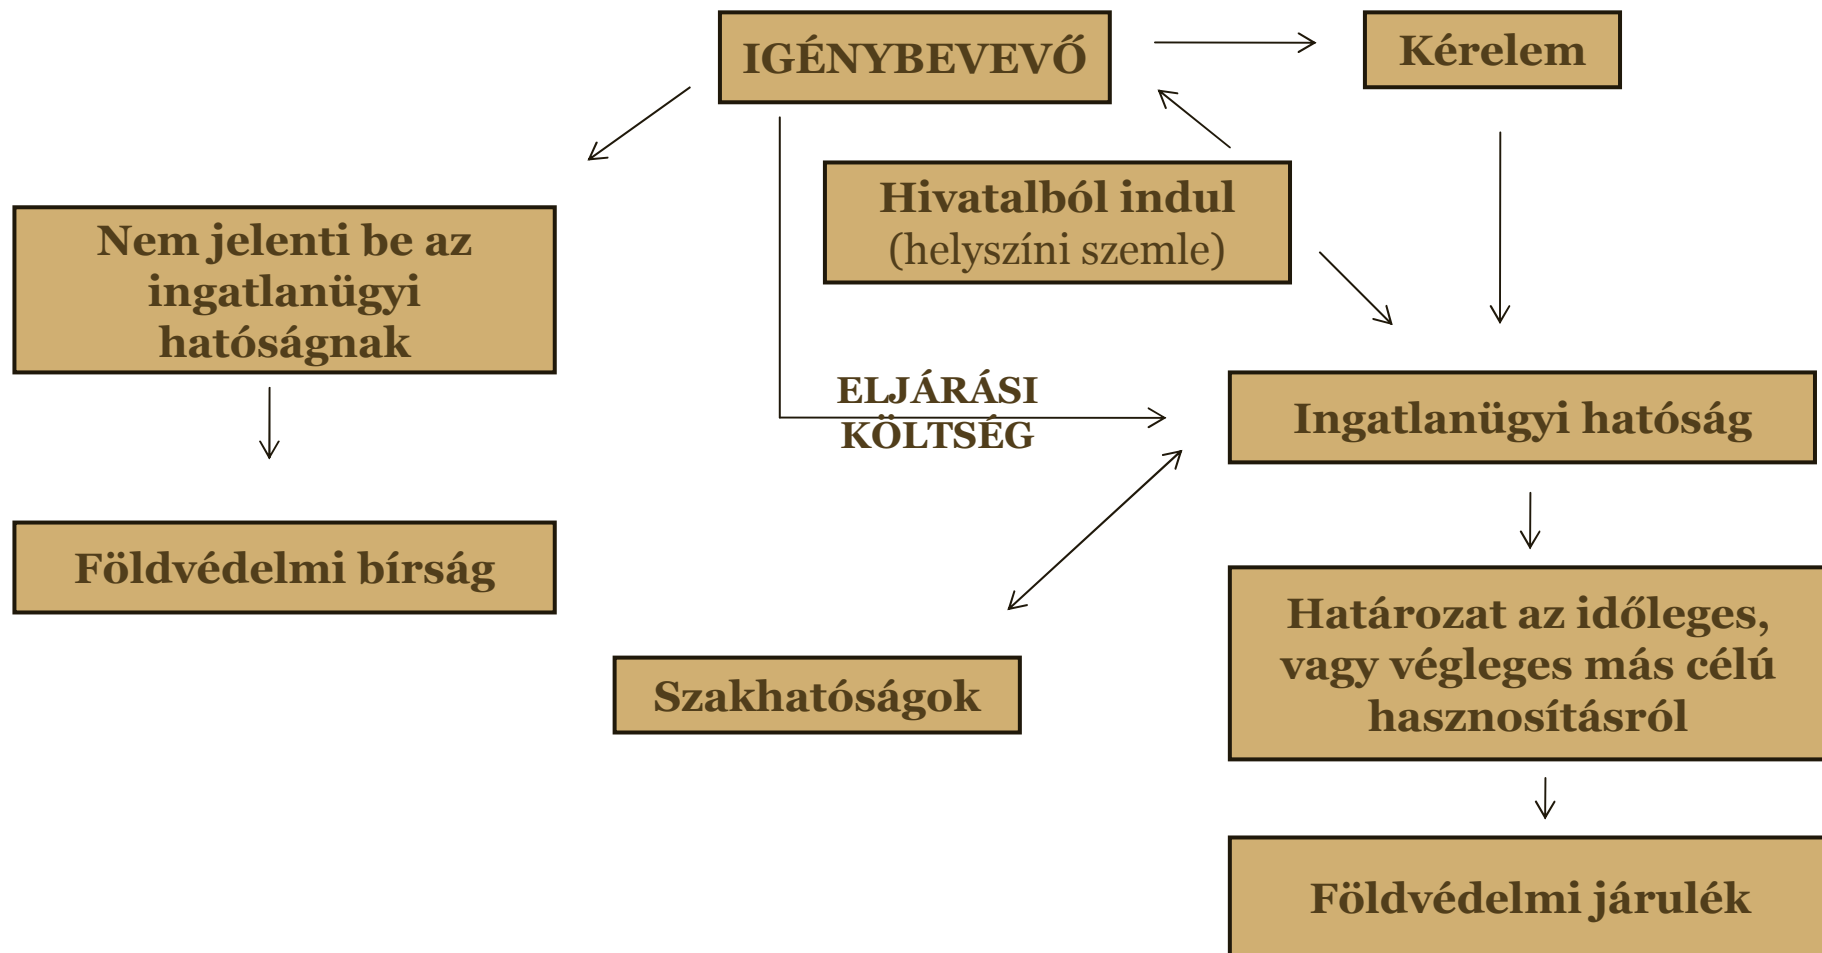 IGÉNYBEVEVŐ
Kérelem
Hivatalból indul
(helyszíni szemle)
Nem jelenti be az
ingatlanügyi
hatóságnak
ELJÁRÁSI
KÖLTSÉG
Ingatlanügyi hatóság
Földvédelmi bírság
Szakhatóságok
Határozat az időleges,
vagy végleges más célú
hasznosításról
Földvédelmi járulék